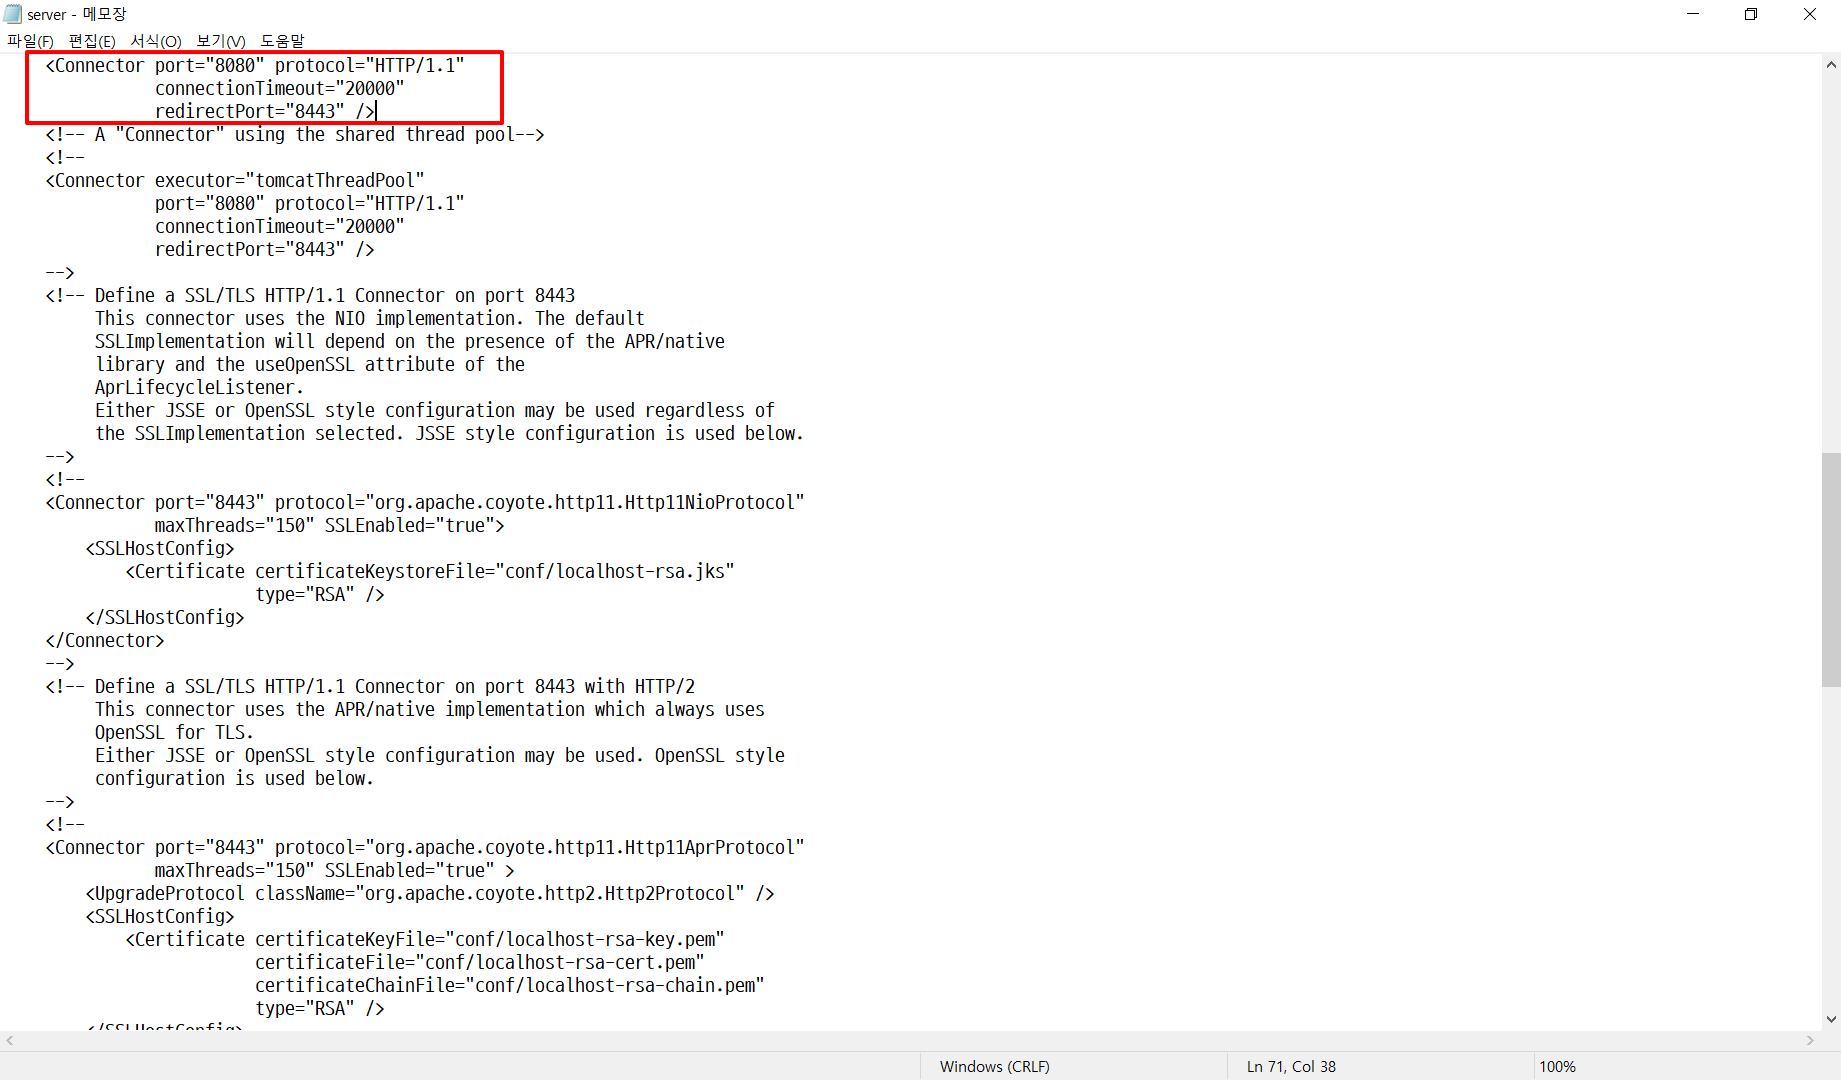 server - 메모장
파일(F) 편집(E) 서식(O) 보기(V) 도움말
<Connector port="8080" protocol="HTTP/1.1"
connectionTimeout="20000"
redirectPort="8443" />
<!-- A "Connector" using the shared thread pool-->
<!--
<Connector executor="tomcatThreadPool"
port="8080" protocol="HTTP/1.1"
connectionTimeout="20000"
redirectPort="8443" />
-->
<!-- Define a SSL/TLS HTTP/1.1 Connector on port 8443
This connector uses the NIO implementation. The default
SSLImplementation will depend on the presence of the APR/native
library and the useOpenSSL attribute of the
AprLifecycleListener.
Either JSSE or OpenSSL style configuration may be used regardless of
the SSLImplementation selected. JSSE style configuration is used below.
-->
<!--
<Connector port="8443" protocol="org.apache.coyote.http11.Http11NioProtocol"
maxThreads="150" SSLEnabled="true">
<SSLHostConfig>
<Certificate certificateKeystoreFile="conf/localhost-rsa.jks"
type="RSA" />
</SSLHostConfig>
</Connector>
-->
<!-- Define a SSL/TLS HTTP/1.1 Connector on port 8443 with HTTP/2
This connector uses the APR/native implementation which always uses
OpenSSL for TLS.
Either JSSE or OpenSSL style configuration may be used. OpenSSL style
configuration is used below.
-->
<!--
<Connector port="8443" protocol="org.apache.coyote.http11.Http11AprProtocol"
maxThreads="150" SSLEnabled="true" >
<UpgradeProtocol className="org.apache.coyote.http2.Http2Protocol" />
<SSLHostConfig>
<Certificate certificateKeyFile="conf/localhost-rsa-key.pem"
certificateFile="conf/localhost-rsa-cert.pem"
certificateChainFile="conf/localhost-rsa-chain.pem"
type="RSA" />
</SSLHostConfig>
Windows (CRLF) Ln 71, Col 38 100%